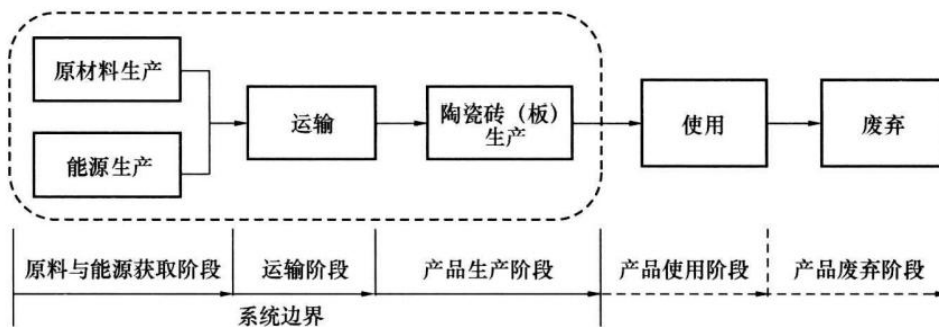 原材料生产
能源生产
运输
陶瓷砖（板）
生产
使用
废弃
原料与能源获取阶段
运输阶段
产品生产阶段
产品使用阶段
产品废弃阶段
系统边界